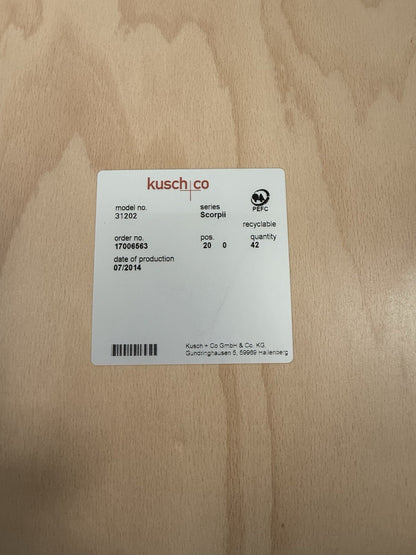 kusch+co
model no. series
31202 Scorpii
PEFC
recyclable
order no. pos. quantity
17006563 20 0 42
date of production
07/2014
Kusch + Co GmbH & Co. KG
Gundringhausen 5, 59969 Hallenberg